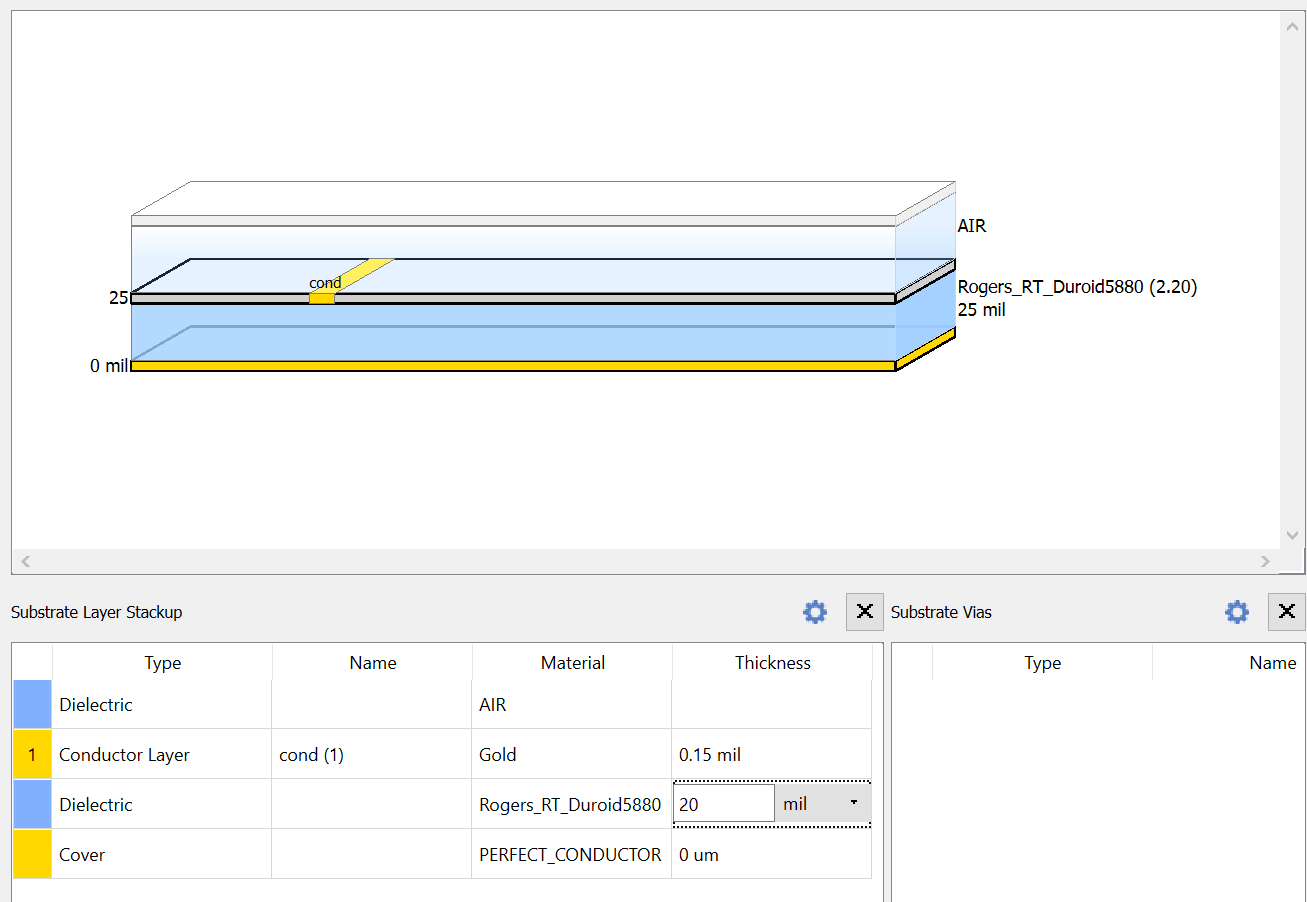 AIR
cond
25
Rogers_RT_Duroid5880 (2.20)
25 mil
0 mil
Substrate Layer Stackup
Substrate Vias
Type Name Material Thickness
Type Name
Dielectric AIR
1 Conductor Layer cond (1) Gold 0.15 mil
Dielectric Rogers_RT_Duroid5880 20 mil
Cover PERFECT_CONDUCTOR 0 um